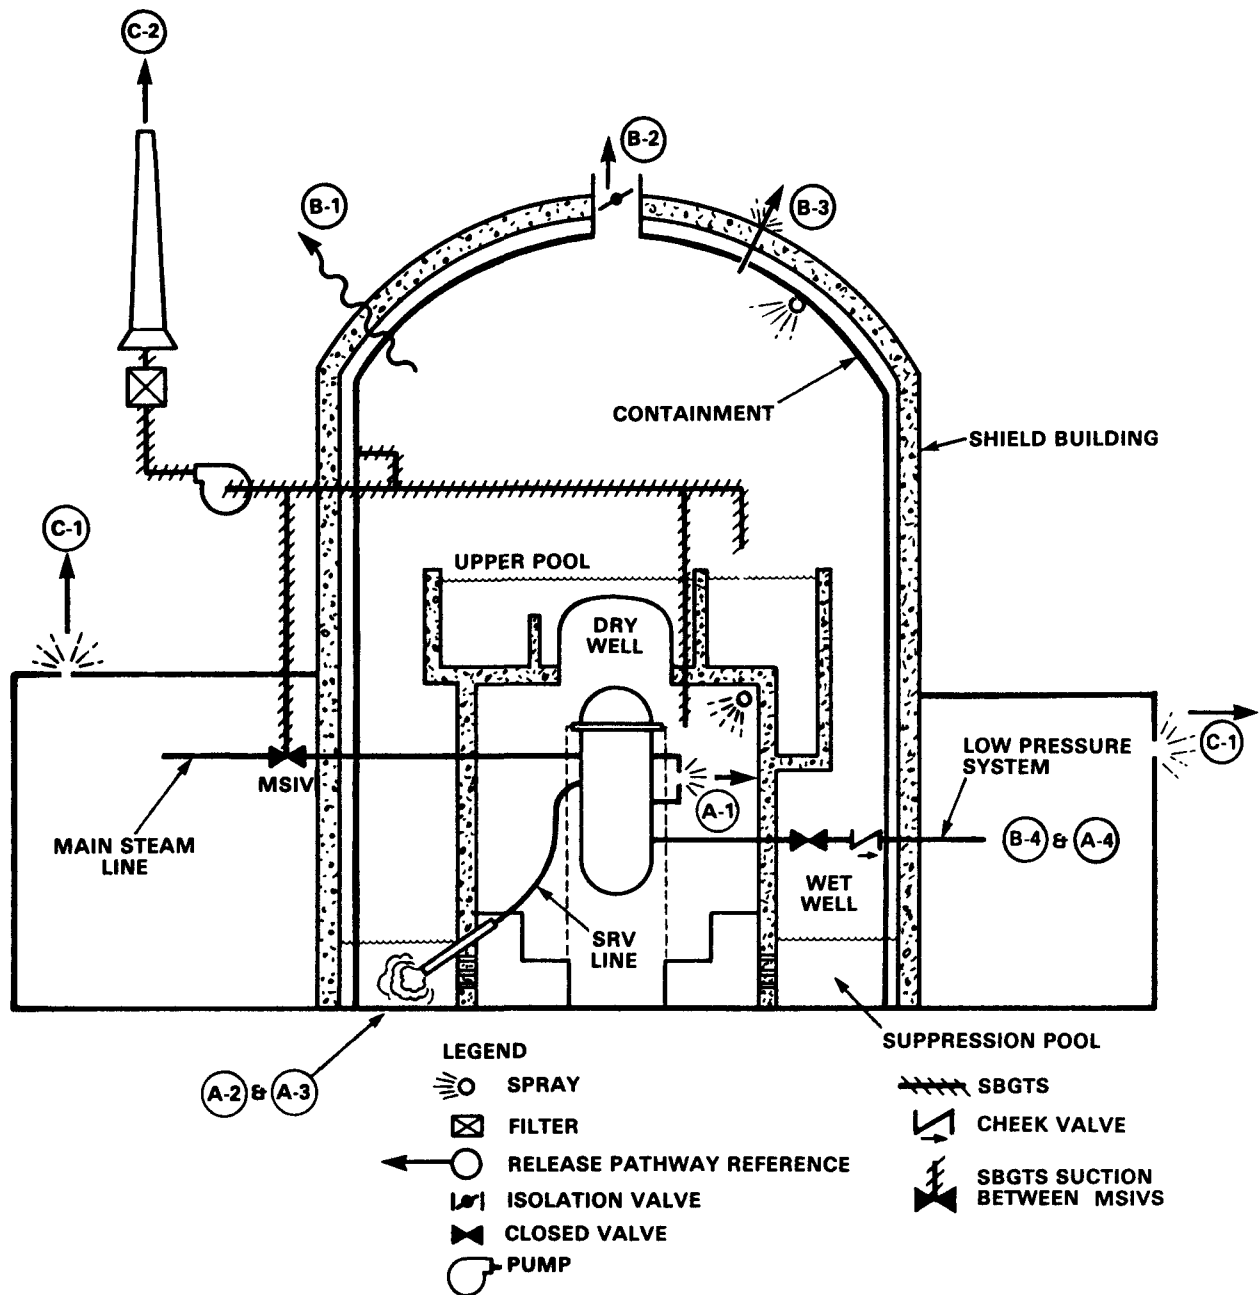 C-2
B-2
B-1
B-3
CONTAINMENT
SHIELD BUILDING
C-1
UPPER POOL
DRY
WELL
MSIV
A-1
LOW PRESSURE
SYSTEM
C-1
MAIN STEAM
LINE
B-4 & A-4
WET
WELL
SRV
LINE
SUPPRESSION POOL
A-2 & A-3
LEGEND
SPRAY
FILTER
RELEASE PATHWAY REFERENCE
ISOLATION VALVE
CLOSED VALVE
PUMP
SBGTS
CHEEK VALVE
SBGTS SUCTION
BETWEEN MSIVS